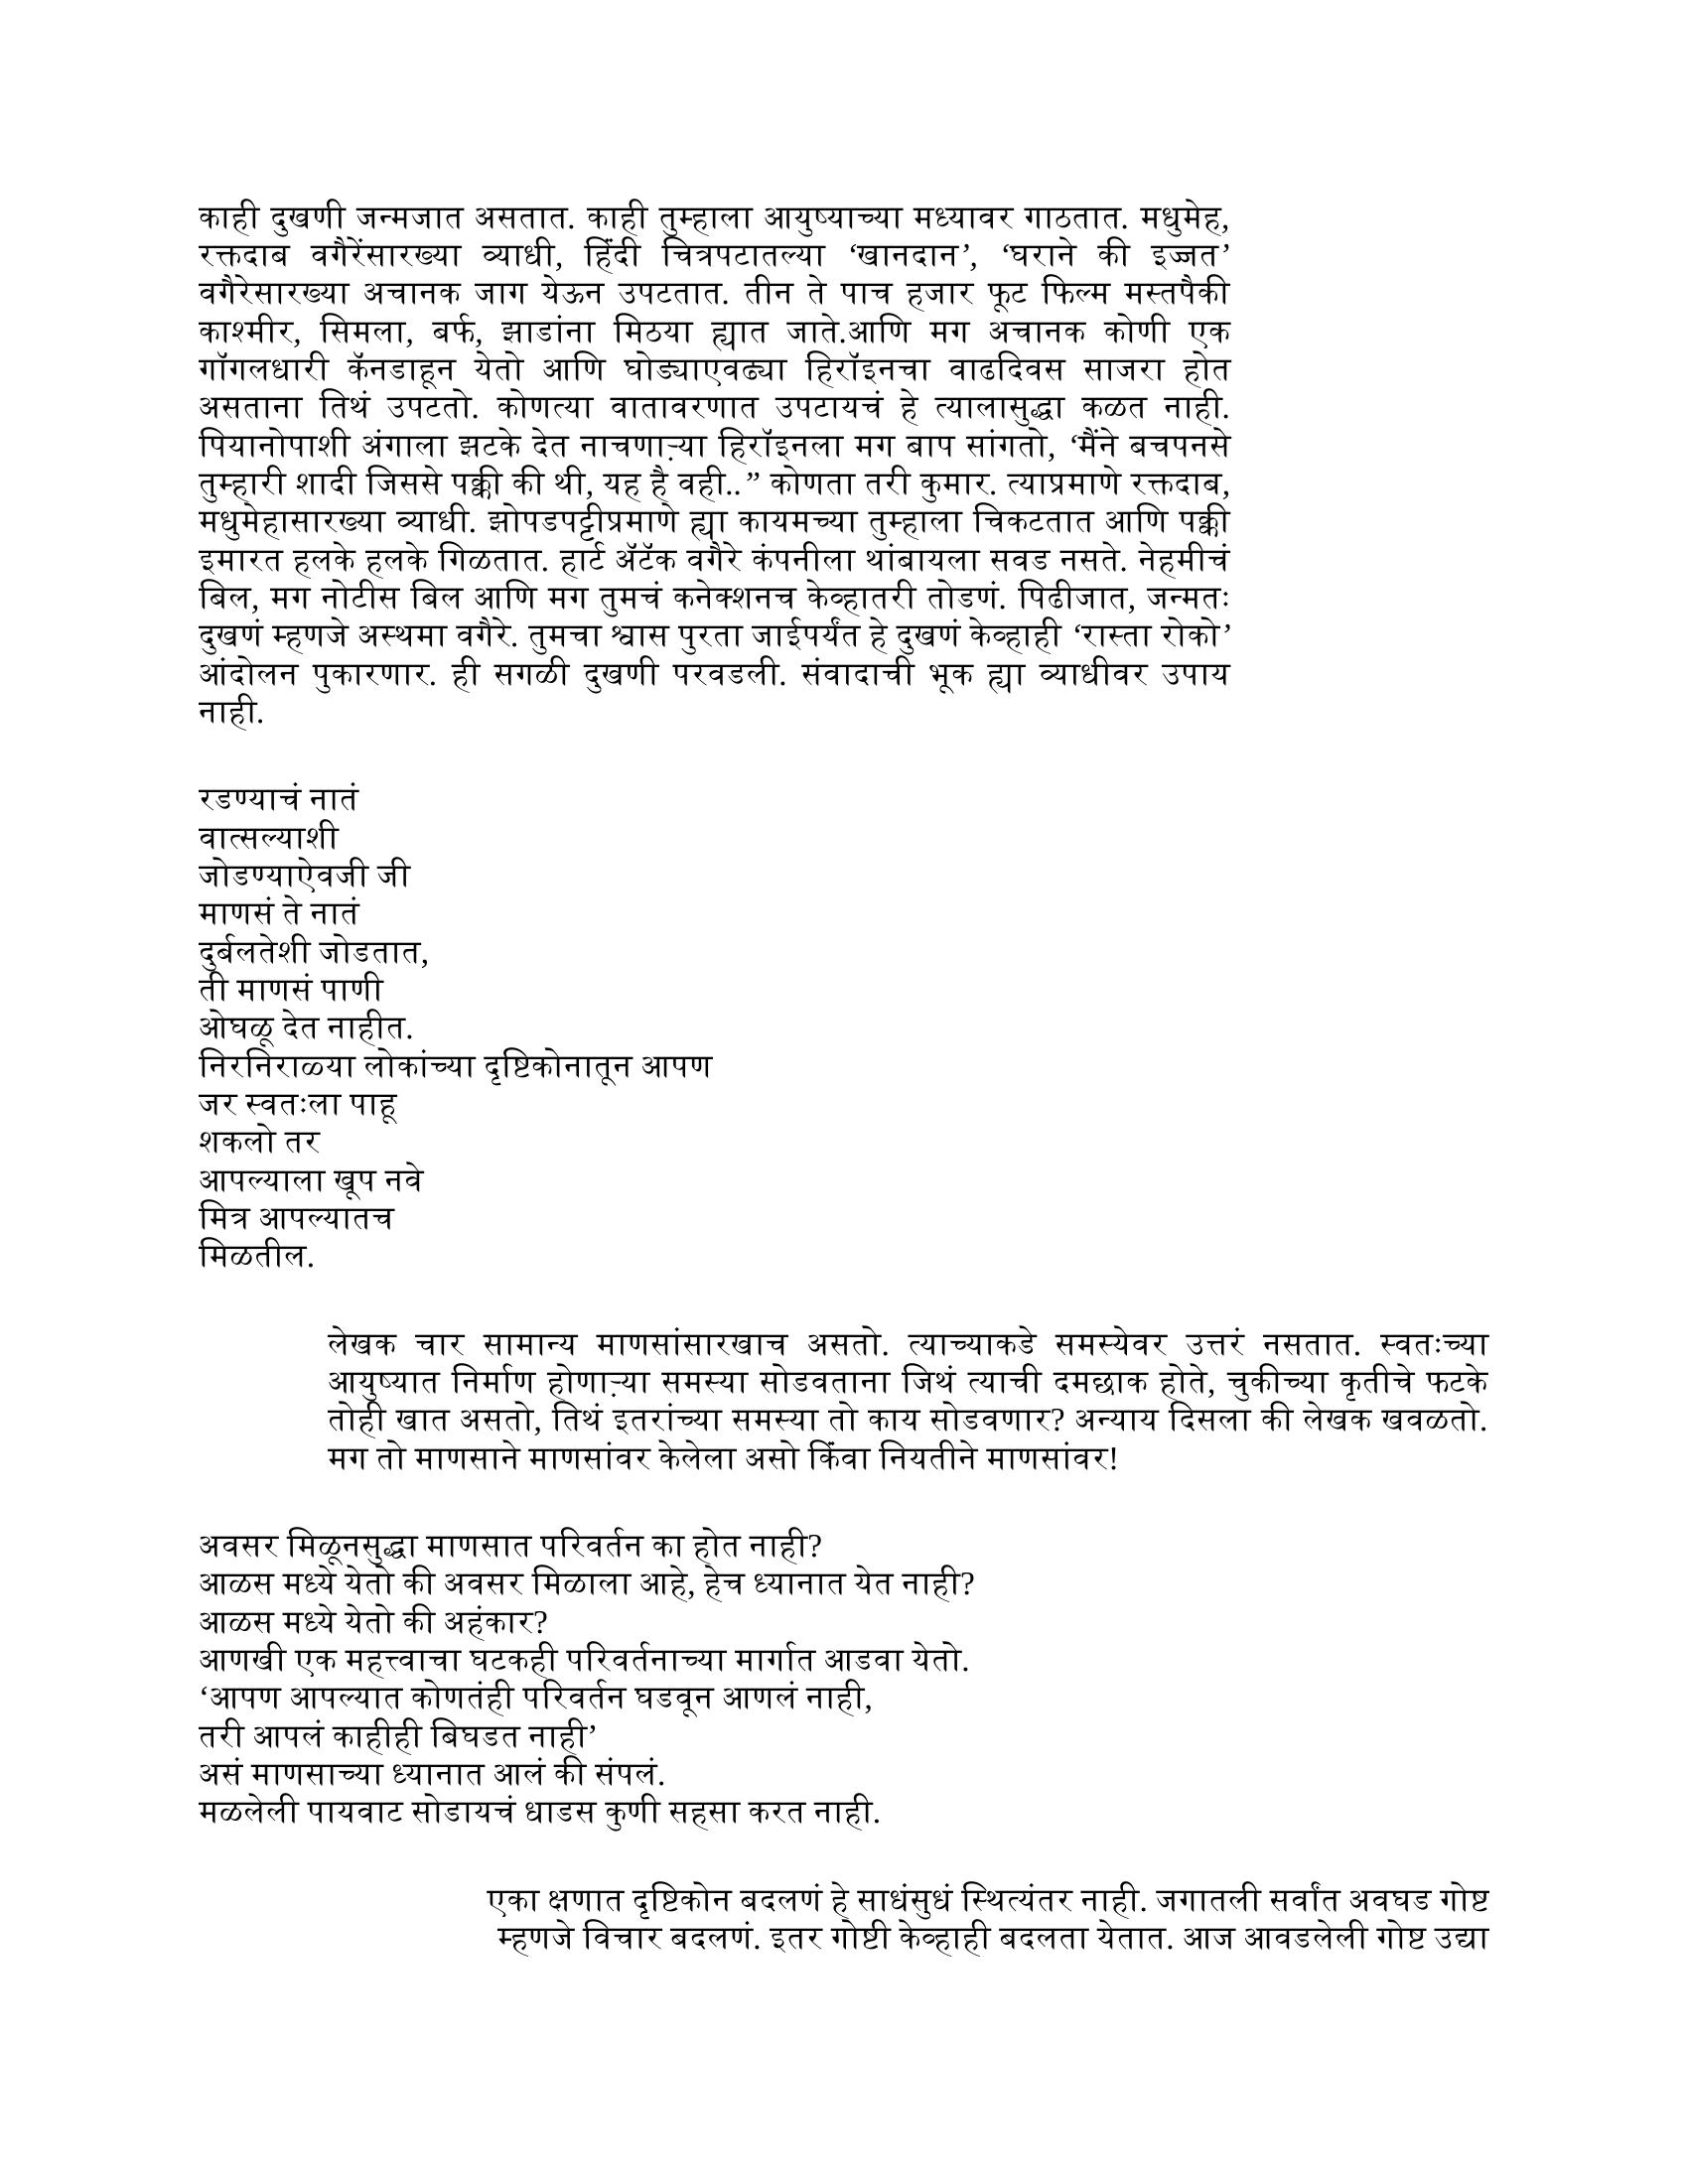 काही दुखणी जन्मजात असतात. काही तुम्हाला आयुष्याच्या मध्यावर गाठतात. मधुमेह,
रक्तदाब वगैरेंसारख्या व्याधी, हिंदी चित्रपटातल्या ‘खानदान’, ‘घराने की इज्जत’
वगैरेसारख्या अचानक जाग येऊन उपटतात. तीन ते पाच हजार फूट फिल्म मस्तपैकी
काश्मीर, सिमला, बर्फ, झाडांना मिठया ह्यात जाते.आणि मग अचानक कोणी एक
गॉगलधारी कॅनडाहून येतो आणि घोड्याएवढ्या हिरॉइनचा वाढदिवस साजरा होत
असताना तिथं उपटतो. कोणत्या वातावरणात उपटायचं हे त्यालासुद्धा कळत नाही.
पियानोपाशी अंगाला झटके देत नाचणाऱ्या हिरॉइनला मग बाप सांगतो, ‘मैंने बचपनसे
तुम्हारी शादी जिससे पक्की की थी, यह है वही..” कोणता तरी कुमार. त्याप्रमाणे रक्तदाब,
मधुमेहासारख्या व्याधी. झोपडपट्टीप्रमाणे ह्या कायमच्या तुम्हाला चिकटतात आणि पक्की
इमारत हलके हलके गिळतात. हार्ट ॲटॅक वगैरे कंपनीला थांबायला सवड नसते. नेहमीचं
बिल, मग नोटीस बिल आणि मग तुमचं कनेक्शनच केव्हातरी तोडणं. पिढीजात, जन्मतः
दुखणं म्हणजे अस्थमा वगैरे. तुमचा श्वास पुरता जाईपर्यंत हे दुखणं केव्हाही ‘रास्ता रोको’
आंदोलन पुकारणार. ही सगळी दुखणी परवडली. संवादाची भूक ह्या व्याधीवर उपाय
नाही.
रडण्याचं नातं
वात्सल्याशी
जोडण्याऐवजी जी
माणसं ते नातं
दुर्बलतेशी जोडतात,
ती माणसं पाणी
ओघळू देत नाहीत.
निरनिराळ्या लोकांच्या दृष्टिकोनातून आपण
जर स्वतःला पाहू
शकलो तर
आपल्याला खूप नवे
मित्र आपल्यातच
मिळतील.
लेखक चार सामान्य माणसांसारखाच असतो. त्याच्याकडे समस्येवर उत्तरं नसतात. स्वतःच्या
आयुष्यात निर्माण होणाऱ्या समस्या सोडवताना जिथं त्याची दमछाक होते, चुकीच्या कृतीचे फटके
तोही खात असतो, तिथं इतरांच्या समस्या तो काय सोडवणार? अन्याय दिसला की लेखक खवळतो.
मग तो माणसाने माणसांवर केलेला असो किंवा नियतीने माणसांवर!
अवसर मिळूनसुद्धा माणसात परिवर्तन का होत नाही?
आळस मध्ये येतो की अवसर मिळाला आहे, हेच ध्यानात येत नाही?
आळस मध्ये येतो की अहंकार?
आणखी एक महत्त्वाचा घटकही परिवर्तनाच्या मार्गात आडवा येतो.
‘आपण आपल्यात कोणतंही परिवर्तन घडवून आणलं नाही,
तरी आपलं काहीही बिघडत नाही’
असं माणसाच्या ध्यानात आलं की संपलं.
मळलेली पायवाट सोडायचं धाडस कुणी सहसा करत नाही.
एका क्षणात दृष्टिकोन बदलणं हे साधंसुधं स्थित्यंतर नाही. जगातली सर्वांत अवघड गोष्ट
म्हणजे विचार बदलणं. इतर गोष्टी केव्हाही बदलता येतात. आज आवडलेली गोष्ट उद्या